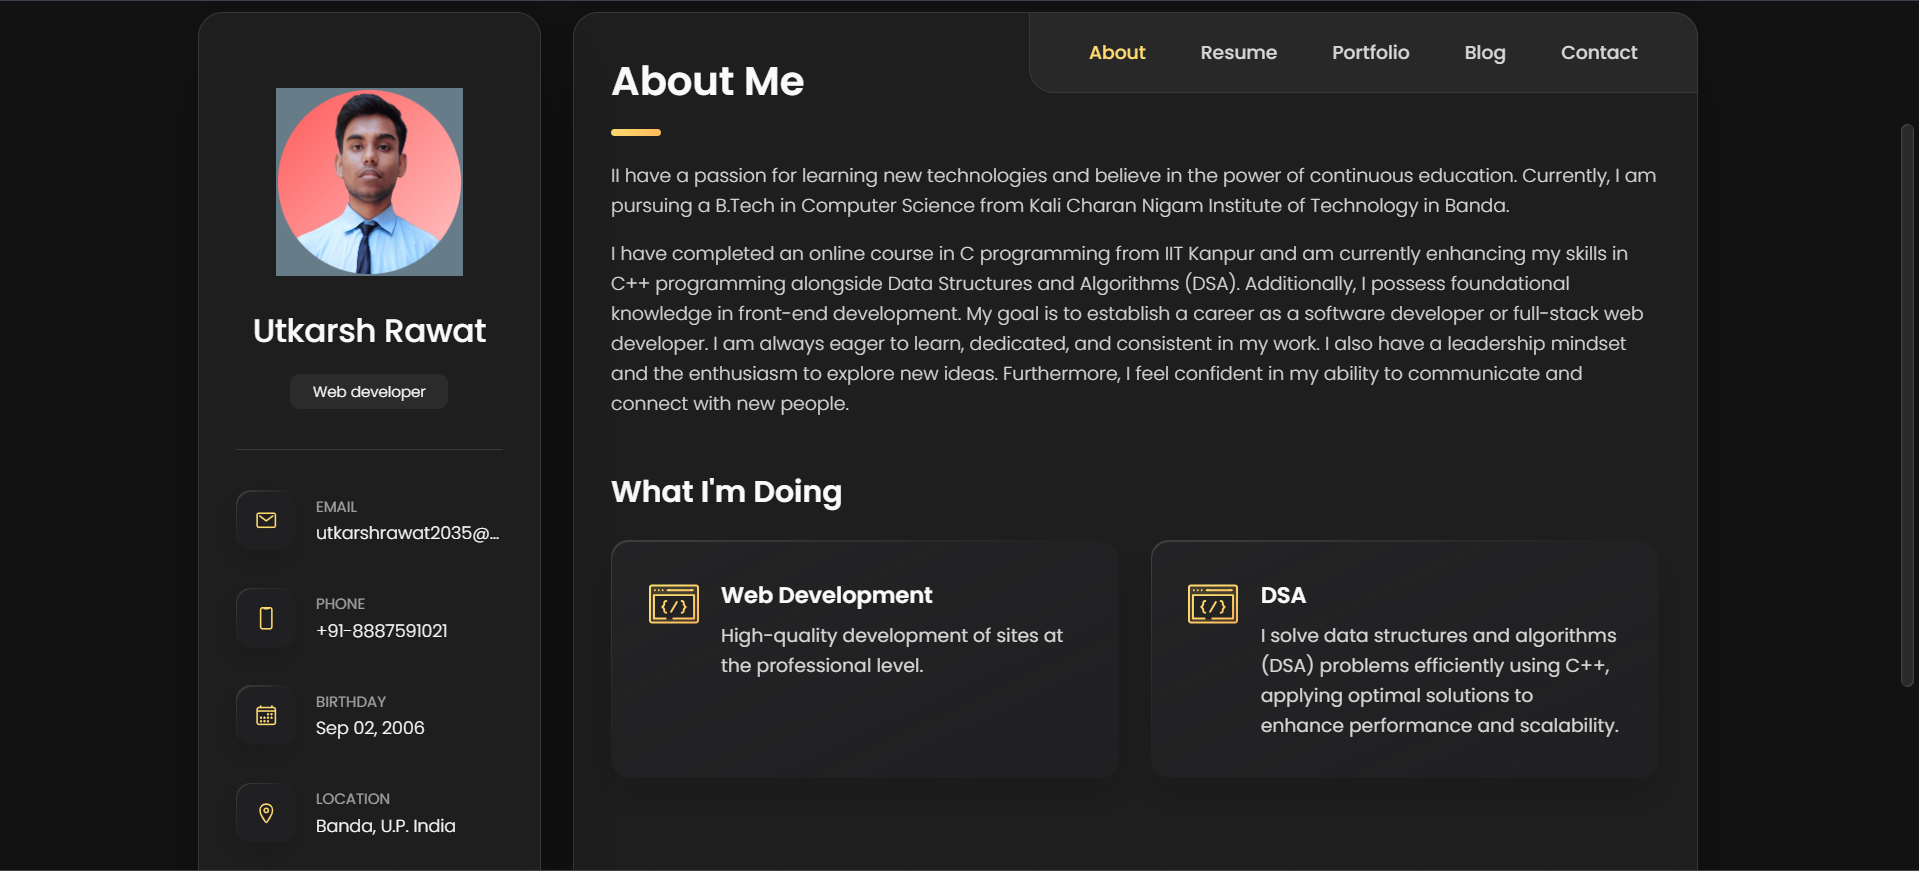 About
Resume
Portfolio
Blog
Contact
Utkarsh Rawat
Web developer
EMAIL
utkarshrawat2035@...
PHONE
+91-8887591021
BIRTHDAY
Sep 02, 2006
LOCATION
Banda, U.P. India
About Me
II have a passion for learning new technologies and believe in the power of continuous education. Currently, I am
pursuing a B.Tech in Computer Science from Kali Charan Nigam Institute of Technology in Banda.
I have completed an online course in C programming from IIT Kanpur and am currently enhancing my skills in
C++ programming alongside Data Structures and Algorithms (DSA). Additionally, I possess foundational
knowledge in front-end development. My goal is to establish a career as a software developer or full-stack web
developer. I am always eager to learn, dedicated, and consistent in my work. I also have a leadership mindset
and the enthusiasm to explore new ideas. Furthermore, I feel confident in my ability to communicate and
connect with new people.
What I'm Doing
Web Development
High-quality development of sites at
the professional level.
DSA
I solve data structures and algorithms
(DSA) problems efficiently using C++,
applying optimal solutions to
enhance performance and scalability.